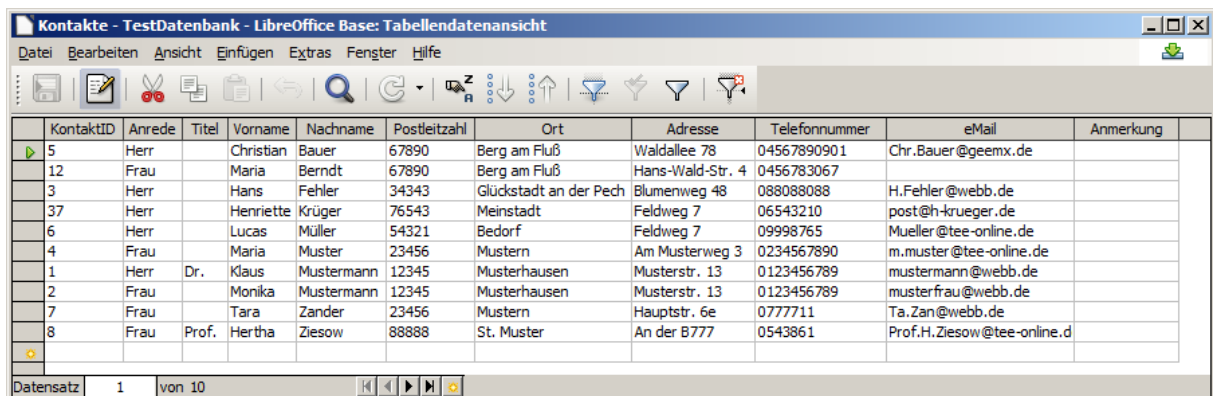 Kontakte - TestDatenbank - LibreOffice Base: Tabellendatenansicht
Datei Bearbeiten Ansicht Einfügen Extras Fenster Hilfe
KontaktID Anrede Titel Vorname Nachname Postleitzahl Ort Adresse Telefonnummer eMail Anmerkung
5 Herr Christian Bauer 67890 Berg am Fluß Waldallee 78 04567890901 Chr.Bauer@geemx.de
12 Frau Maria Berndt 67890 Berg am Fluß Hans-Wald-Str. 4 0456783067
3 Herr Hans Fehler 34343 Glückstadt an der Pech Blumenweg 48 088088088 H.Fehler@webb.de
37 Herr Henriette Krüger 76543 Meinstadt Feldweg 7 06543210 post@h-krueger.de
6 Herr Lucas Müller 54321 Bedorf Feldweg 7 09998765 Mueller@tee-online.de
4 Frau Maria Muster 23456 Mustern Am Musterweg 3 0234567890 m.muster@tee-online.de
1 Herr Dr. Klaus Mustermann 12345 Musterhausen Musterstr. 13 0123456789 mustermann@webb.de
2 Frau Monika Mustermann 12345 Musterhausen Musterstr. 13 0123456789 musterfrau@webb.de
7 Frau Tara Zander 23456 Mustern Hauptstr. 6e 0777711 Ta.Zan@webb.de
8 Frau Prof. Hertha Ziesow 88888 St. Muster An der B777 0543861 Prof.H.Ziesow@tee-online.d
Datensatz 1 von 10